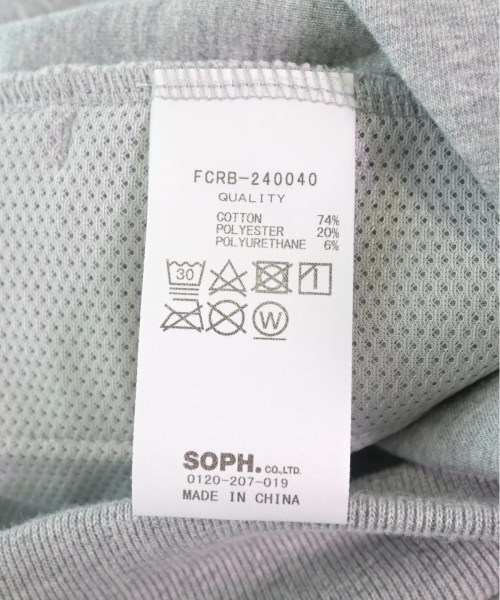 FCRB-240040
QUALITY
COTTON 74%
POLYESTER 20%
POLYURETHANE 6%
30
W
SOPH. CO.,LTD.
0120-207-019
MADE IN CHINA